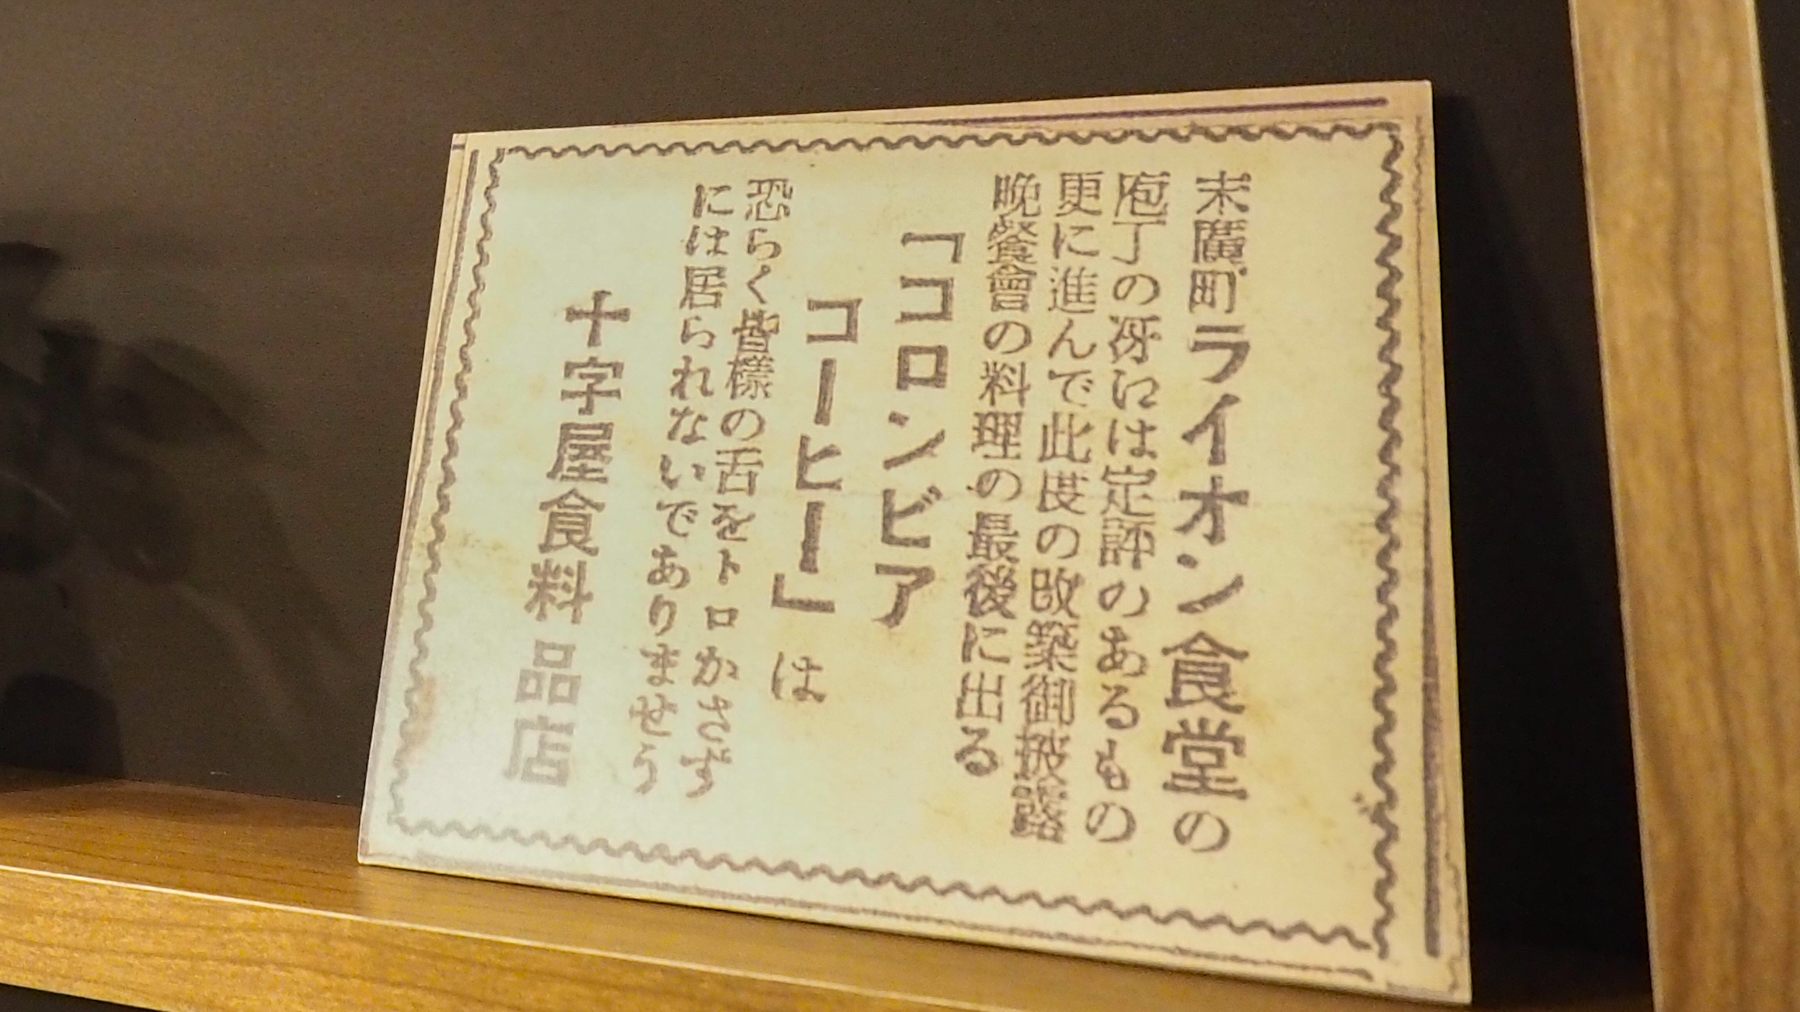 末廣町ライオン食堂の
庖丁の冴には定評のあるもの
更に進んで此度の改築御披露
晩餐會の料理の最後に出る
「コロンビア
コーヒー」は
恐らく皆様の舌をトロかさず
には居られないでありませう
十字屋食料品店